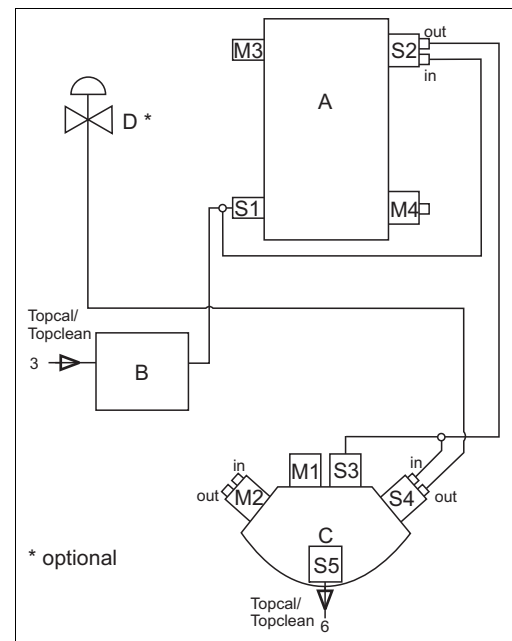 out
M3
S2
in
D *
A
S1
M4
Topcal/
Topclean
3
B
in
in
M1
S3
out
M2
S4
out
C
* optional
S5
Topcal/
Topclean
6